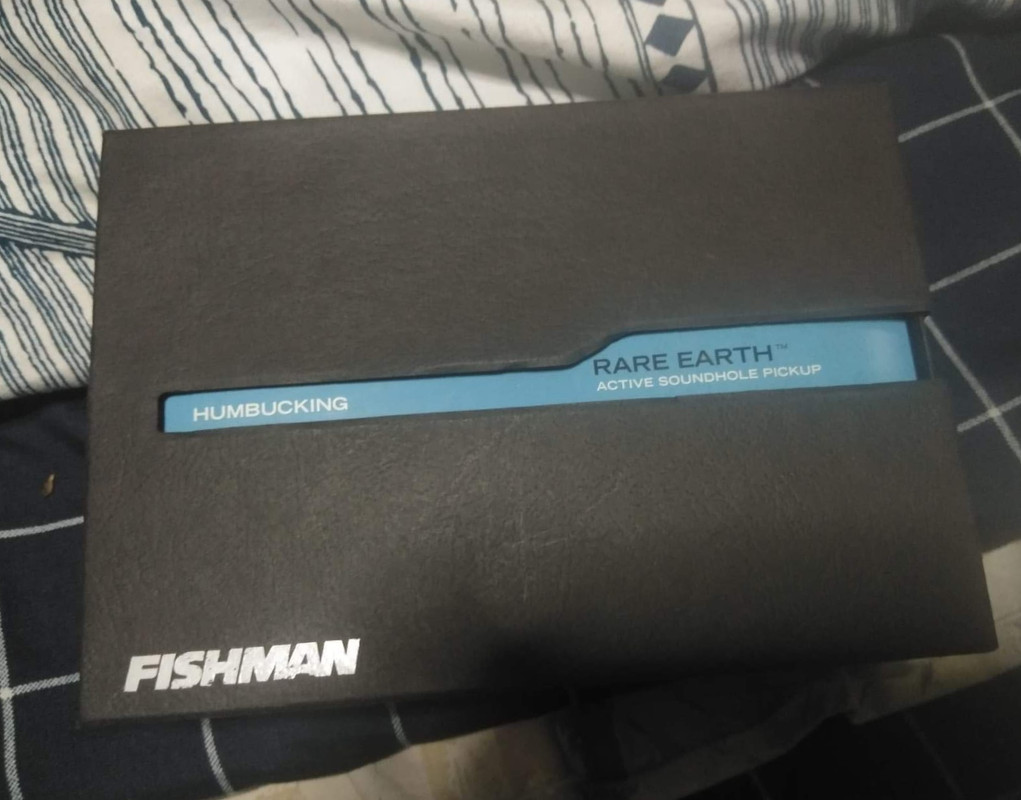 RARE EARTH™
ACTIVE SOUNDHOLE PICKUP
HUMBUCKING
FISHMAN